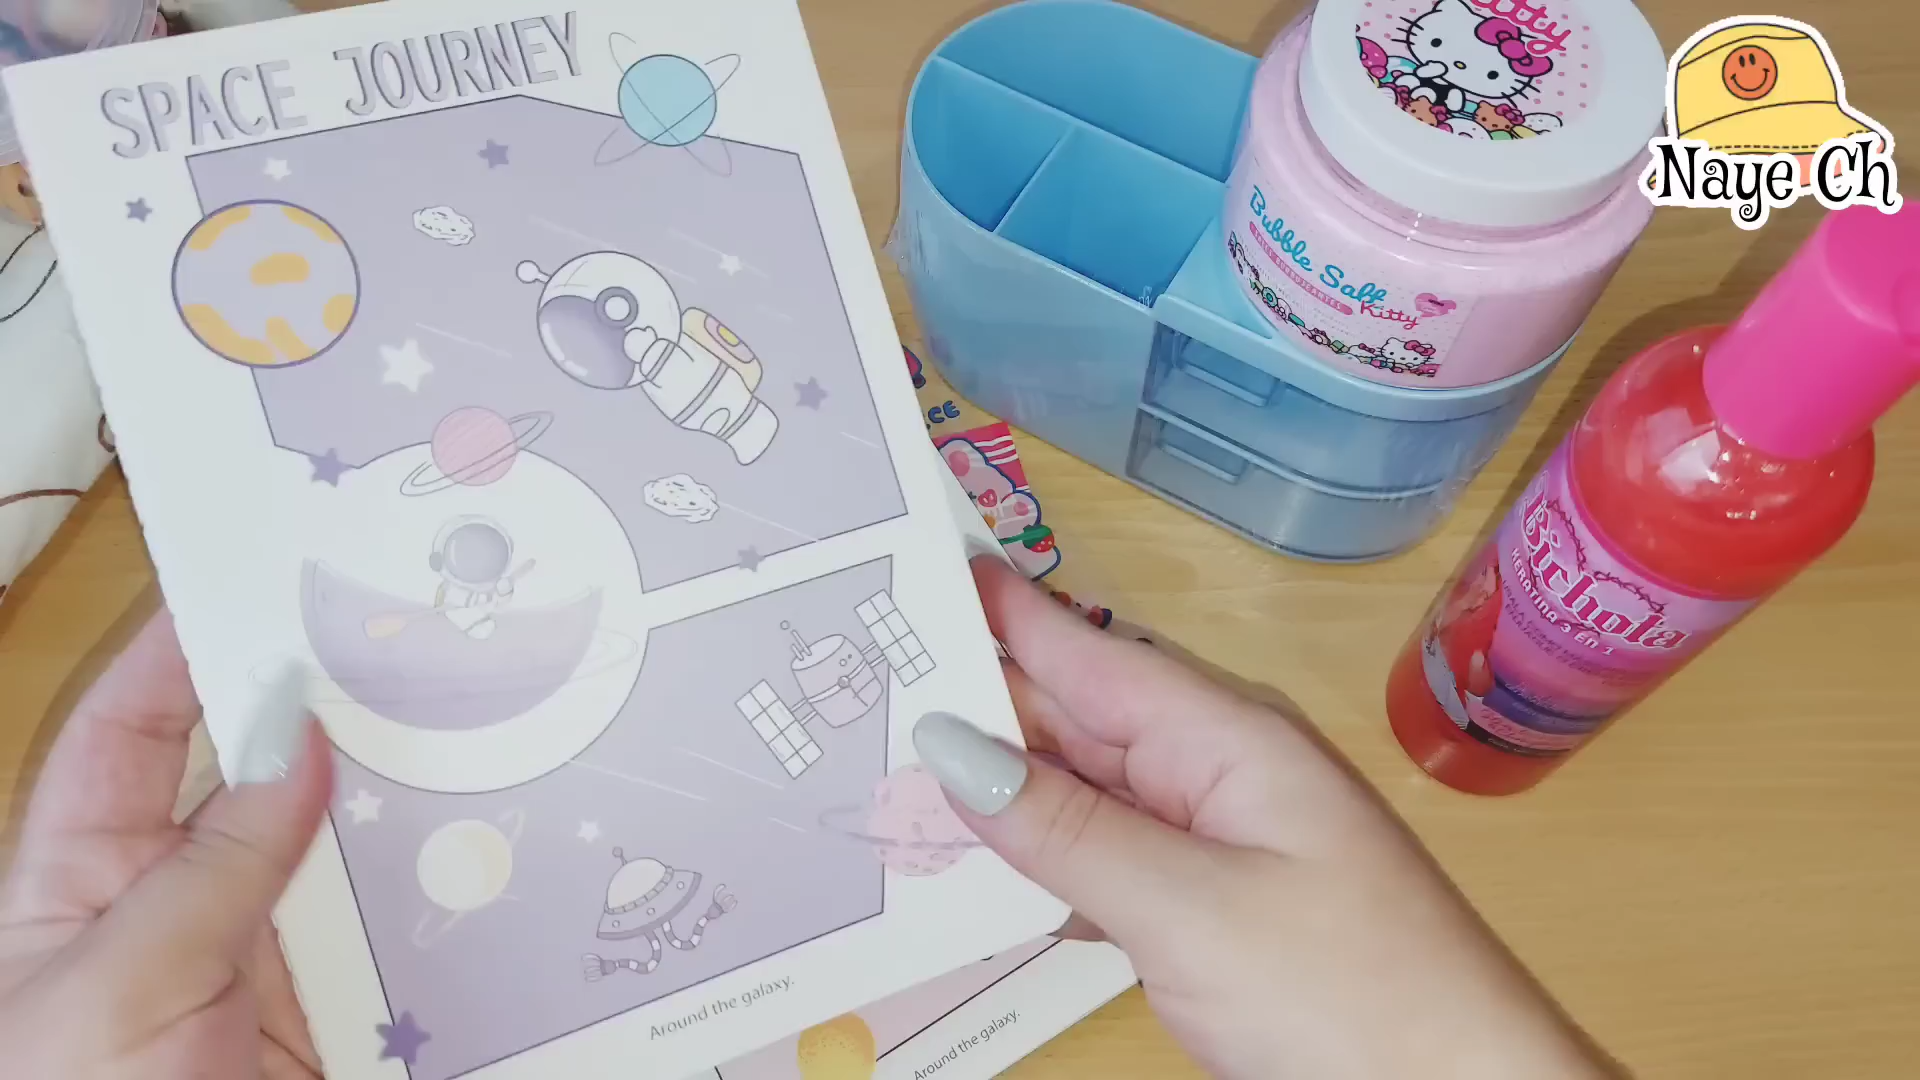 SPACE JOURNEY
Around the galaxy.
Around the galaxy.
Kitty
Bubble Salt
Kitty
Naye Ch
Bichota
KERATINA 3 EN 1